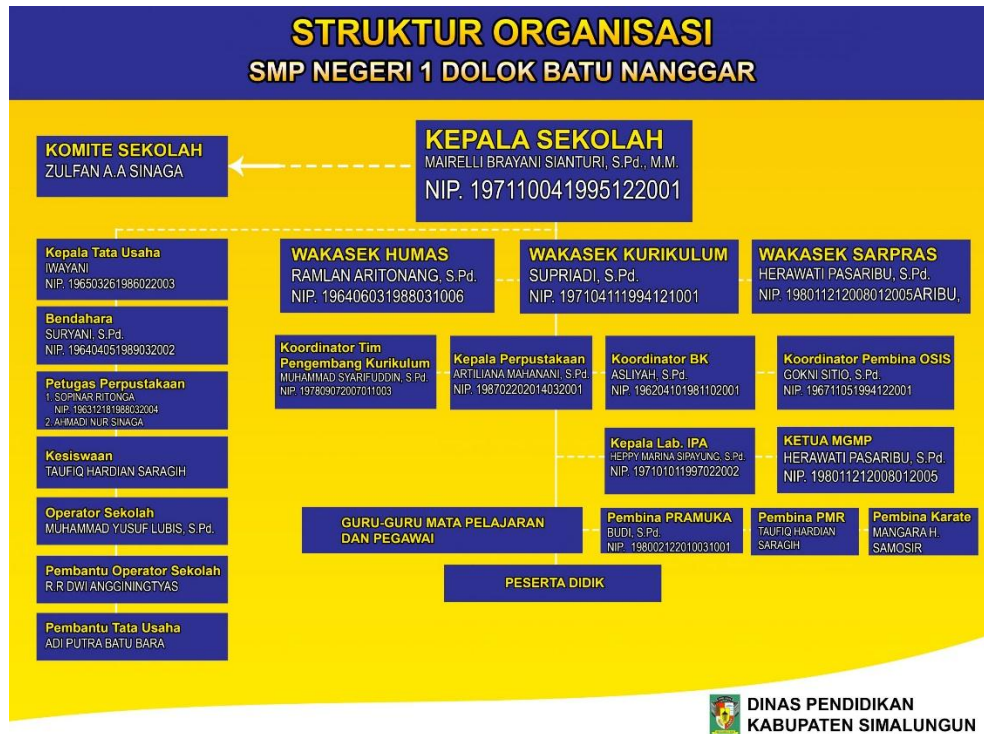 STRUKTUR ORGANISASI
SMP NEGERI 1 DOLOK BATU NANGGAR
KEPALA SEKOLAH
MAIRELLI BRAYANI SIANTURI, S.Pd., M.M.
NIP. 197110041995122001
KOMITE SEKOLAH
ZULFAN A.A SINAGA
Kepala Tata Usaha
IWAYANI
NIP. 196503261986022003
Bendahara
SURYANI, S.Pd.
NIP. 196404051989032002
Petugas Perpustakaan
1. SOPINAR RITONGA
NIP. 196312181988032004
2. AHMADI NUR SINAGA
Kesiswaan
TAUFIQ HARDIAN SARAGIH
Operator Sekolah
MUHAMMAD YUSUF LUBIS, S.Pd.
Pembantu Operator Sekolah
R.R DWI ANGGININGTYAS
Pembantu Tata Usaha
ADI PUTRA BATU BARA
WAKASEK HUMAS
RAMLAN ARITONANG, S.Pd.
NIP. 196406031988031006
WAKASEK KURIKULUM
SUPRIADI, S.Pd.
NIP. 197104111994121001
WAKASEK SARPRAS
HERAWATI PASARIBU, S.Pd.
NIP. 198011212008012005ARIBU,
Koordinator Tim
Pengembang Kurikulum
MUHAMMAD SYARIFUDDIN, S.Pd.
NIP. 197809072007011003
Kepala Perpustakaan
ARTILIANA MAHANANI, S.Pd.
NIP. 198702202014032001
Koordinator BK
ASLIYAH, S.Pd.
NIP. 196204101981102001
Koordinator Pembina OSIS
GOKNI SITIO, S.Pd.
NIP. 196711051994122001
Kepala Lab. IPA
HEPPY MARINA SIPAYUNG, S.Pd.
NIP. 197101011997022002
KETUA MGMP
HERAWATI PASARIBU, S.Pd.
NIP. 198011212008012005
GURU-GURU MATA PELAJARAN
DAN PEGAWAI
Pembina PRAMUKA
BUDI, S.Pd.
NIP. 198002122010031001
Pembina PMR
TAUFIQ HARDIAN
SARAGIH
Pembina Karate
MANGARA H.
SAMOSIR
PESERTA DIDIK
DINAS PENDIDIKAN
KABUPATEN SIMALUNGUN